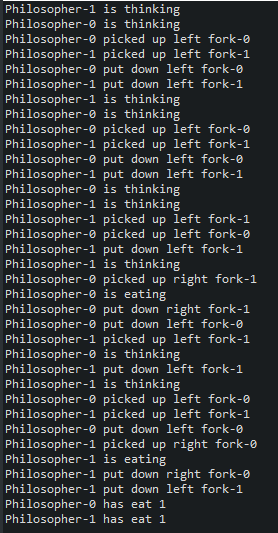 Philosopher-1 is thinking
Philosopher-0 is thinking
Philosopher-0 picked up left fork-0
Philosopher-1 picked up left fork-1
Philosopher-0 put down left fork-0
Philosopher-1 put down left fork-1
Philosopher-1 is thinking
Philosopher-0 is thinking
Philosopher-0 picked up left fork-0
Philosopher-1 picked up left fork-1
Philosopher-0 put down left fork-0
Philosopher-1 put down left fork-1
Philosopher-0 is thinking
Philosopher-1 is thinking
Philosopher-1 picked up left fork-1
Philosopher-0 picked up left fork-0
Philosopher-1 put down left fork-1
Philosopher-1 is thinking
Philosopher-0 picked up right fork-1
Philosopher-0 is eating
Philosopher-0 put down right fork-1
Philosopher-0 put down left fork-0
Philosopher-1 picked up left fork-1
Philosopher-0 is thinking
Philosopher-1 put down left fork-1
Philosopher-1 is thinking
Philosopher-0 picked up left fork-0
Philosopher-1 picked up left fork-1
Philosopher-0 put down left fork-0
Philosopher-1 picked up right fork-0
Philosopher-1 is eating
Philosopher-1 put down right fork-0
Philosopher-1 put down left fork-1
Philosopher-0 has eat 1
Philosopher-1 has eat 1